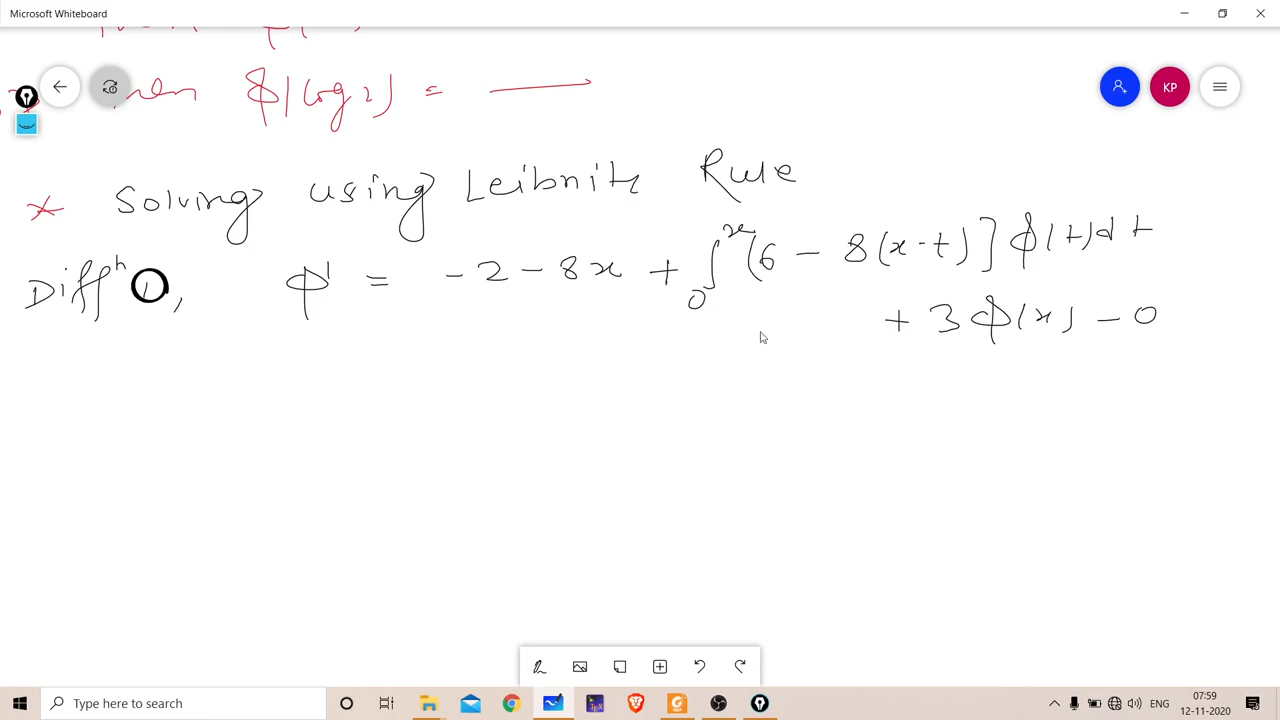 Microsoft Whiteboard
KP
φ(log 2) =
* Solving using Leibnitz Rule
Diffⁿ ①, φ' = -2 - 8x + ∫₀ˣ (6 - 8(x-t)] φ(t)dt
+ 3φ(x) - 0
Type here to search
ENG
07:59
12-11-2020